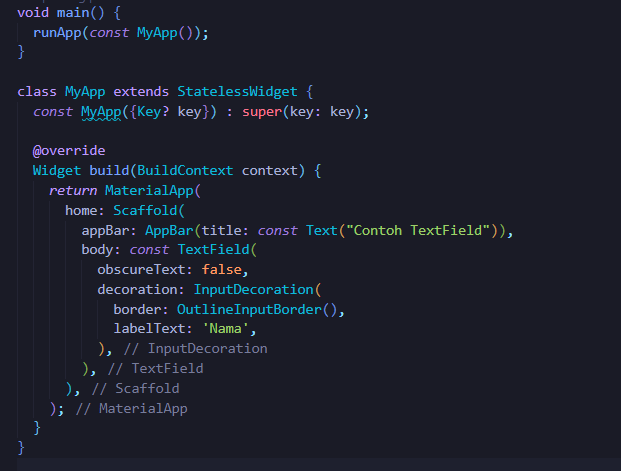 void main() {
  runApp(const MyApp());
}

class MyApp extends StatelessWidget {
  const MyApp({Key? key}) : super(key: key);

  @override
  Widget build(BuildContext context) {
    return MaterialApp(
      home: Scaffold(
        appBar: AppBar(title: const Text("Contoh TextField")),
        body: const TextField(
          obscureText: false,
          decoration: InputDecoration(
            border: OutlineInputBorder(),
            labelText: 'Nama',
          ), // InputDecoration
        ), // TextField
      ), // Scaffold
    ); // MaterialApp
  }
}